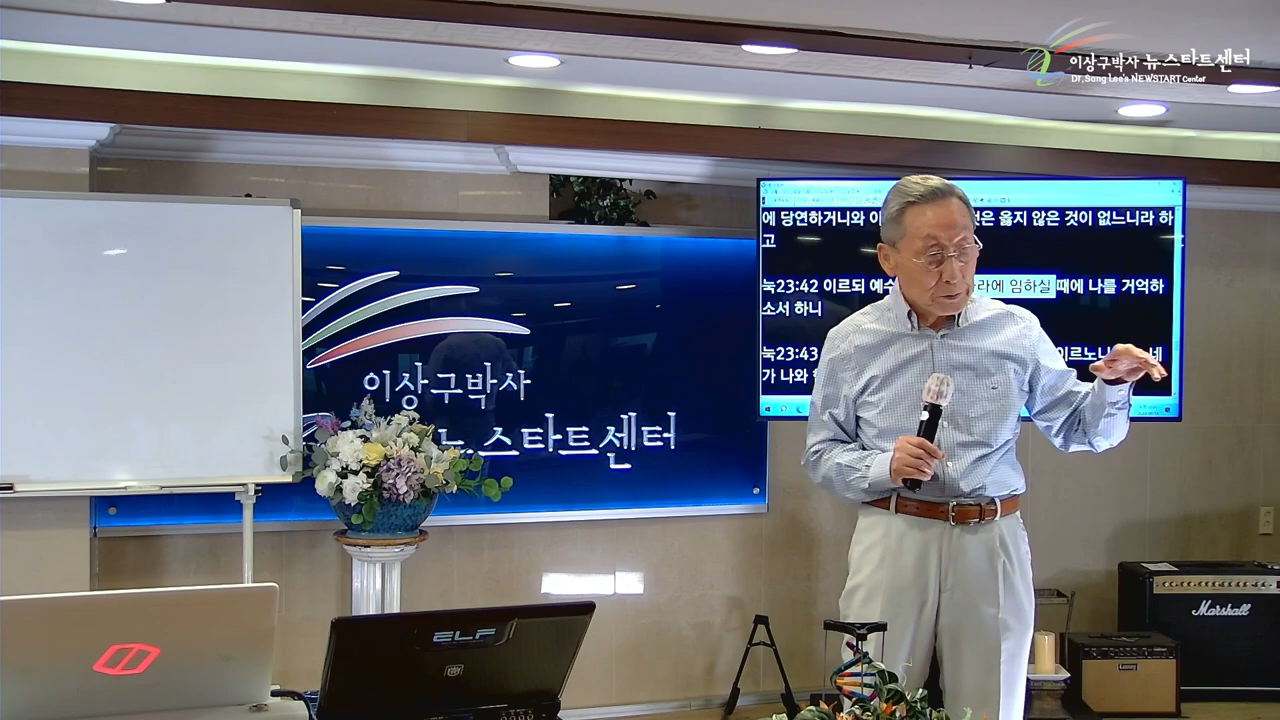 이상구박사 뉴스타트센터
Dr. Sang Lee's NEWSTART Center
에 당연하거니와 은 옳지 않은 것이 없느니라 하
고
눅23:42 이르되 예수 라에 임하실 때에 나를 거억하
소서 하니
눅23:43 이르노니 네
가 나와
이상구박사
뉴스타트센터
ELF
Marshall
Laney